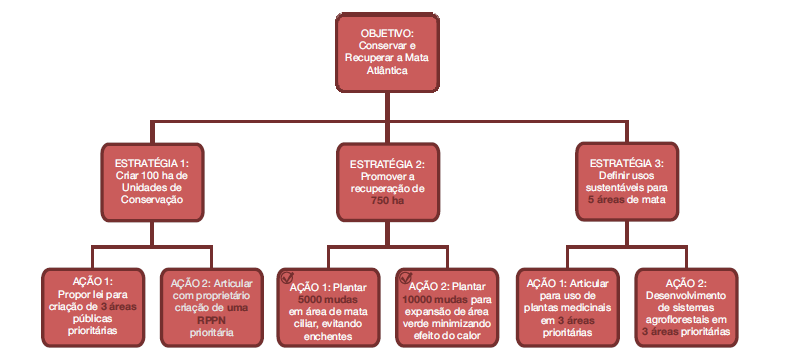 OBJETIVO:
Conservar e
Recuperar a Mata
Atlântica
ESTRATÉGIA 1:
Criar 100 ha de
Unidades de
Conservação
ESTRATÉGIA 2:
Promover a
recuperação de
750 ha
ESTRATÉGIA 3:
Definir usos
sustentáveis para
5 áreas de mata
AÇÃO 1:
Propor lei para
criação de 3 áreas
públicas
prioritárias
AÇÃO 2: Articular
com proprietário
criação de uma
RPPN
prioritária
AÇÃO 1: Plantar
5000 mudas
em área de mata
ciliar, evitando
enchentes
AÇÃO 2: Plantar
10000 mudas para
expansão de área
verde minimizando
efeito do calor
AÇÃO 1: Articular
para uso de
plantas medicinais
em 3 áreas
prioritárias
AÇÃO 2:
Desenvolvimento
de sistemas
agroflorestais em
3 áreas prioritárias